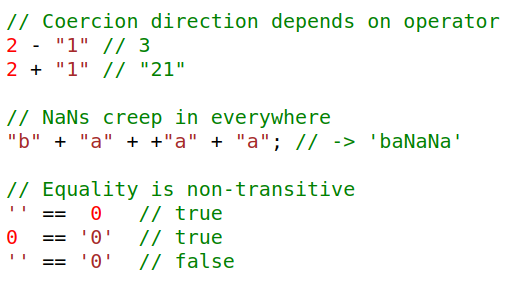 // Coercion direction depends on operator
2 - "1" // 3
2 + "1" // "21"
// NaNs creep in everywhere
"b" + "a" + +"a" + "a"; // -> 'baNaNa'
// Equality is non-transitive
'' ==  0   // true
0  == '0'  // true
'' == '0'  // false